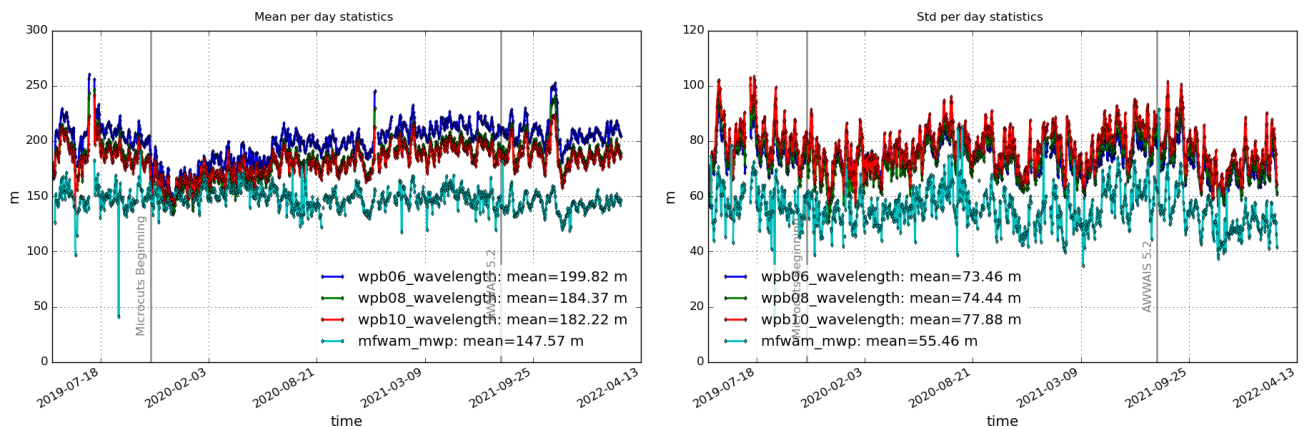 Mean per day statistics
300
250
200
150
100
50
0
m
Microcuts Beginning
AWWAIS 5.2
wpb06_wavelength: mean=199.82 m
wpb08_wavelength: mean=184.37 m
wpb10_wavelength: mean=182.22 m
mfwam_mwp: mean=147.57 m
2019-07-18
2020-02-03
2020-08-21
2021-03-09
2021-09-25
2022-04-13
time
Std per day statistics
120
100
80
60
40
20
0
m
Microcuts Beginning
AWWAIS 5.2
wpb06_wavelength: mean=73.46 m
wpb08_wavelength: mean=74.44 m
wpb10_wavelength: mean=77.88 m
mfwam_mwp: mean=55.46 m
2019-07-18
2020-02-03
2020-08-21
2021-03-09
2021-09-25
2022-04-13
time